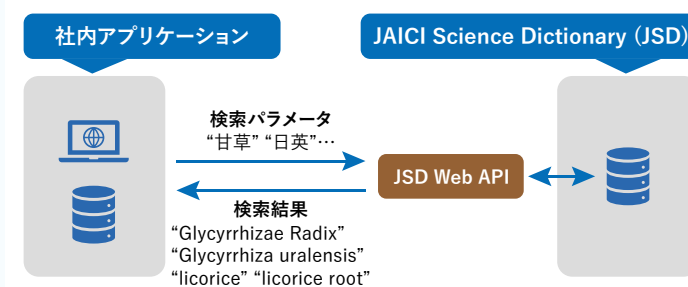 社内アプリケーション
JAICI Science Dictionary (JSD)
検索パラメータ
“甘草” “日英”…
JSD Web API
検索結果
“Glycyrrhizae Radix”
“Glycyrrhiza uralensis”
“licorice” “licorice root”